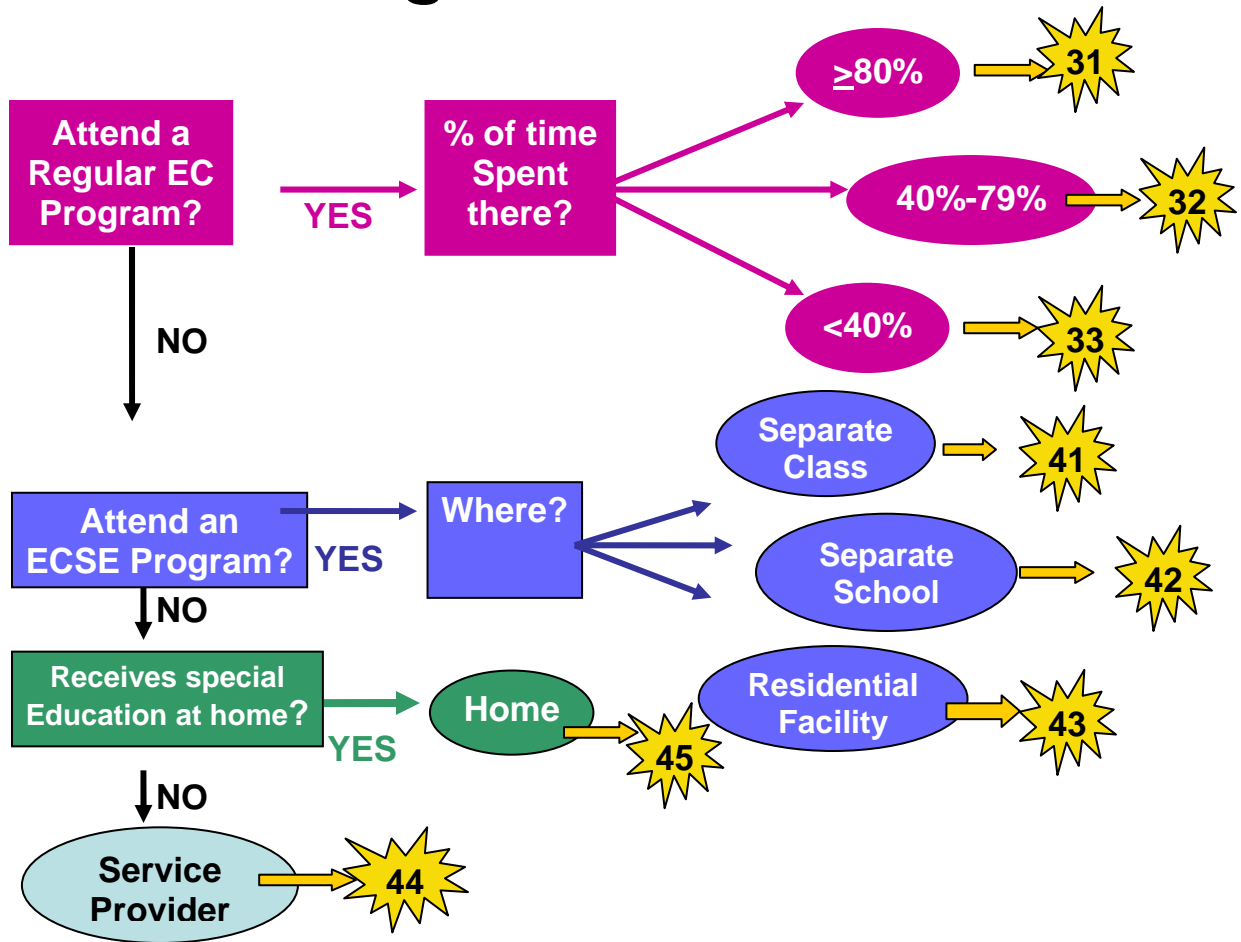 Attend a
Regular EC
Program?
YES
% of time
Spent
there?
≥80%
31
40%-79%
32
<40%
33
NO
Attend an
ECSE Program?
YES
Where?
Separate
Class
41
Separate
School
42
Residential
Facility
43
NO
Receives special
Education at home?
YES
Home
45
NO
Service
Provider
44